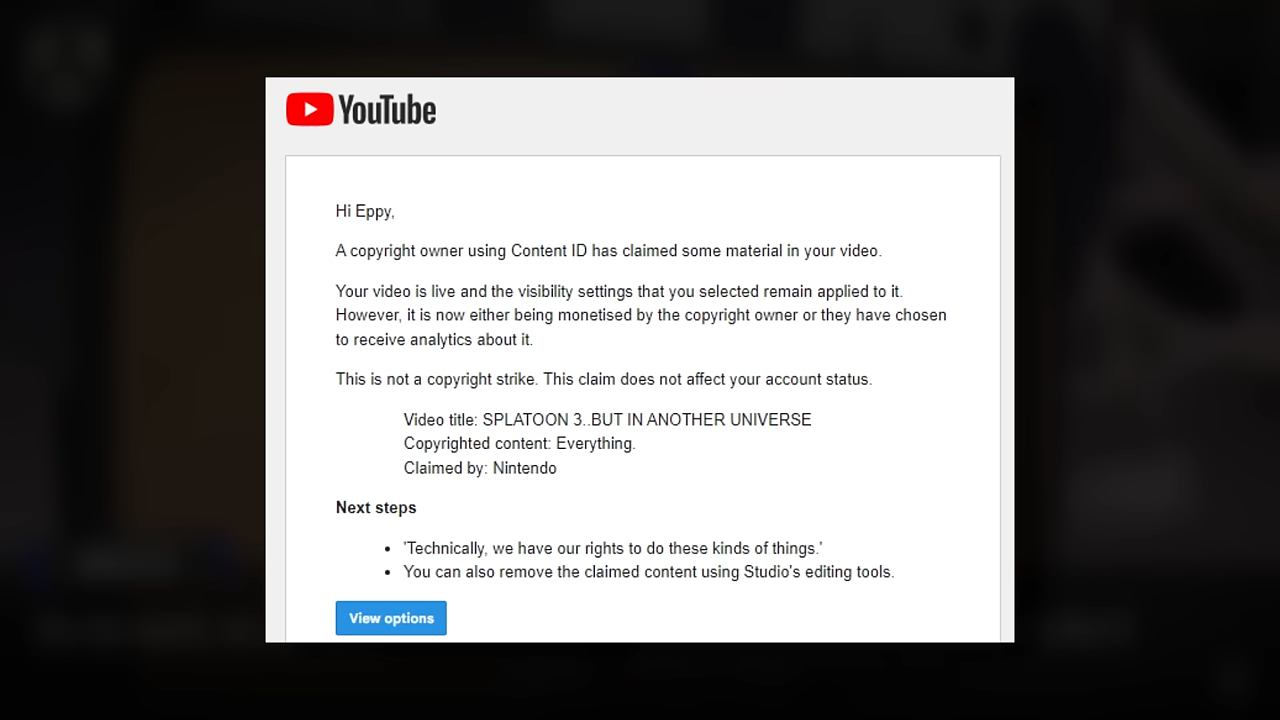 YouTube
Hi Eppy,
A copyright owner using Content ID has claimed some material in your video.
Your video is live and the visibility settings that you selected remain applied to it.
However, it is now either being monetised by the copyright owner or they have chosen
to receive analytics about it.
This is not a copyright strike. This claim does not affect your account status.
Video title: SPLATOON 3..BUT IN ANOTHER UNIVERSE
Copyrighted content: Everything.
Claimed by: Nintendo
Next steps
• 'Technically, we have our rights to do these kinds of things.'
• You can also remove the claimed content using Studio's editing tools.
View options